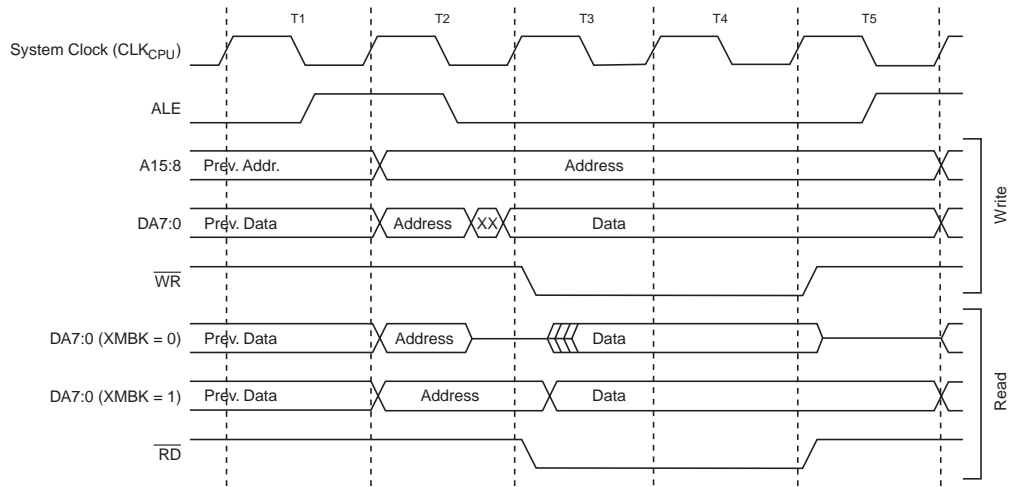 T1 T2 T3 T4 T5
System Clock (CLKCPU)
ALE
A15:8 Prev. Addr. Address
DA7:0 Prev. Data Address XX Data
WR
Write
DA7:0 (XMBK = 0) Prev. Data Address Data
DA7:0 (XMBK = 1) Prev. Data Address Data
RD
Read